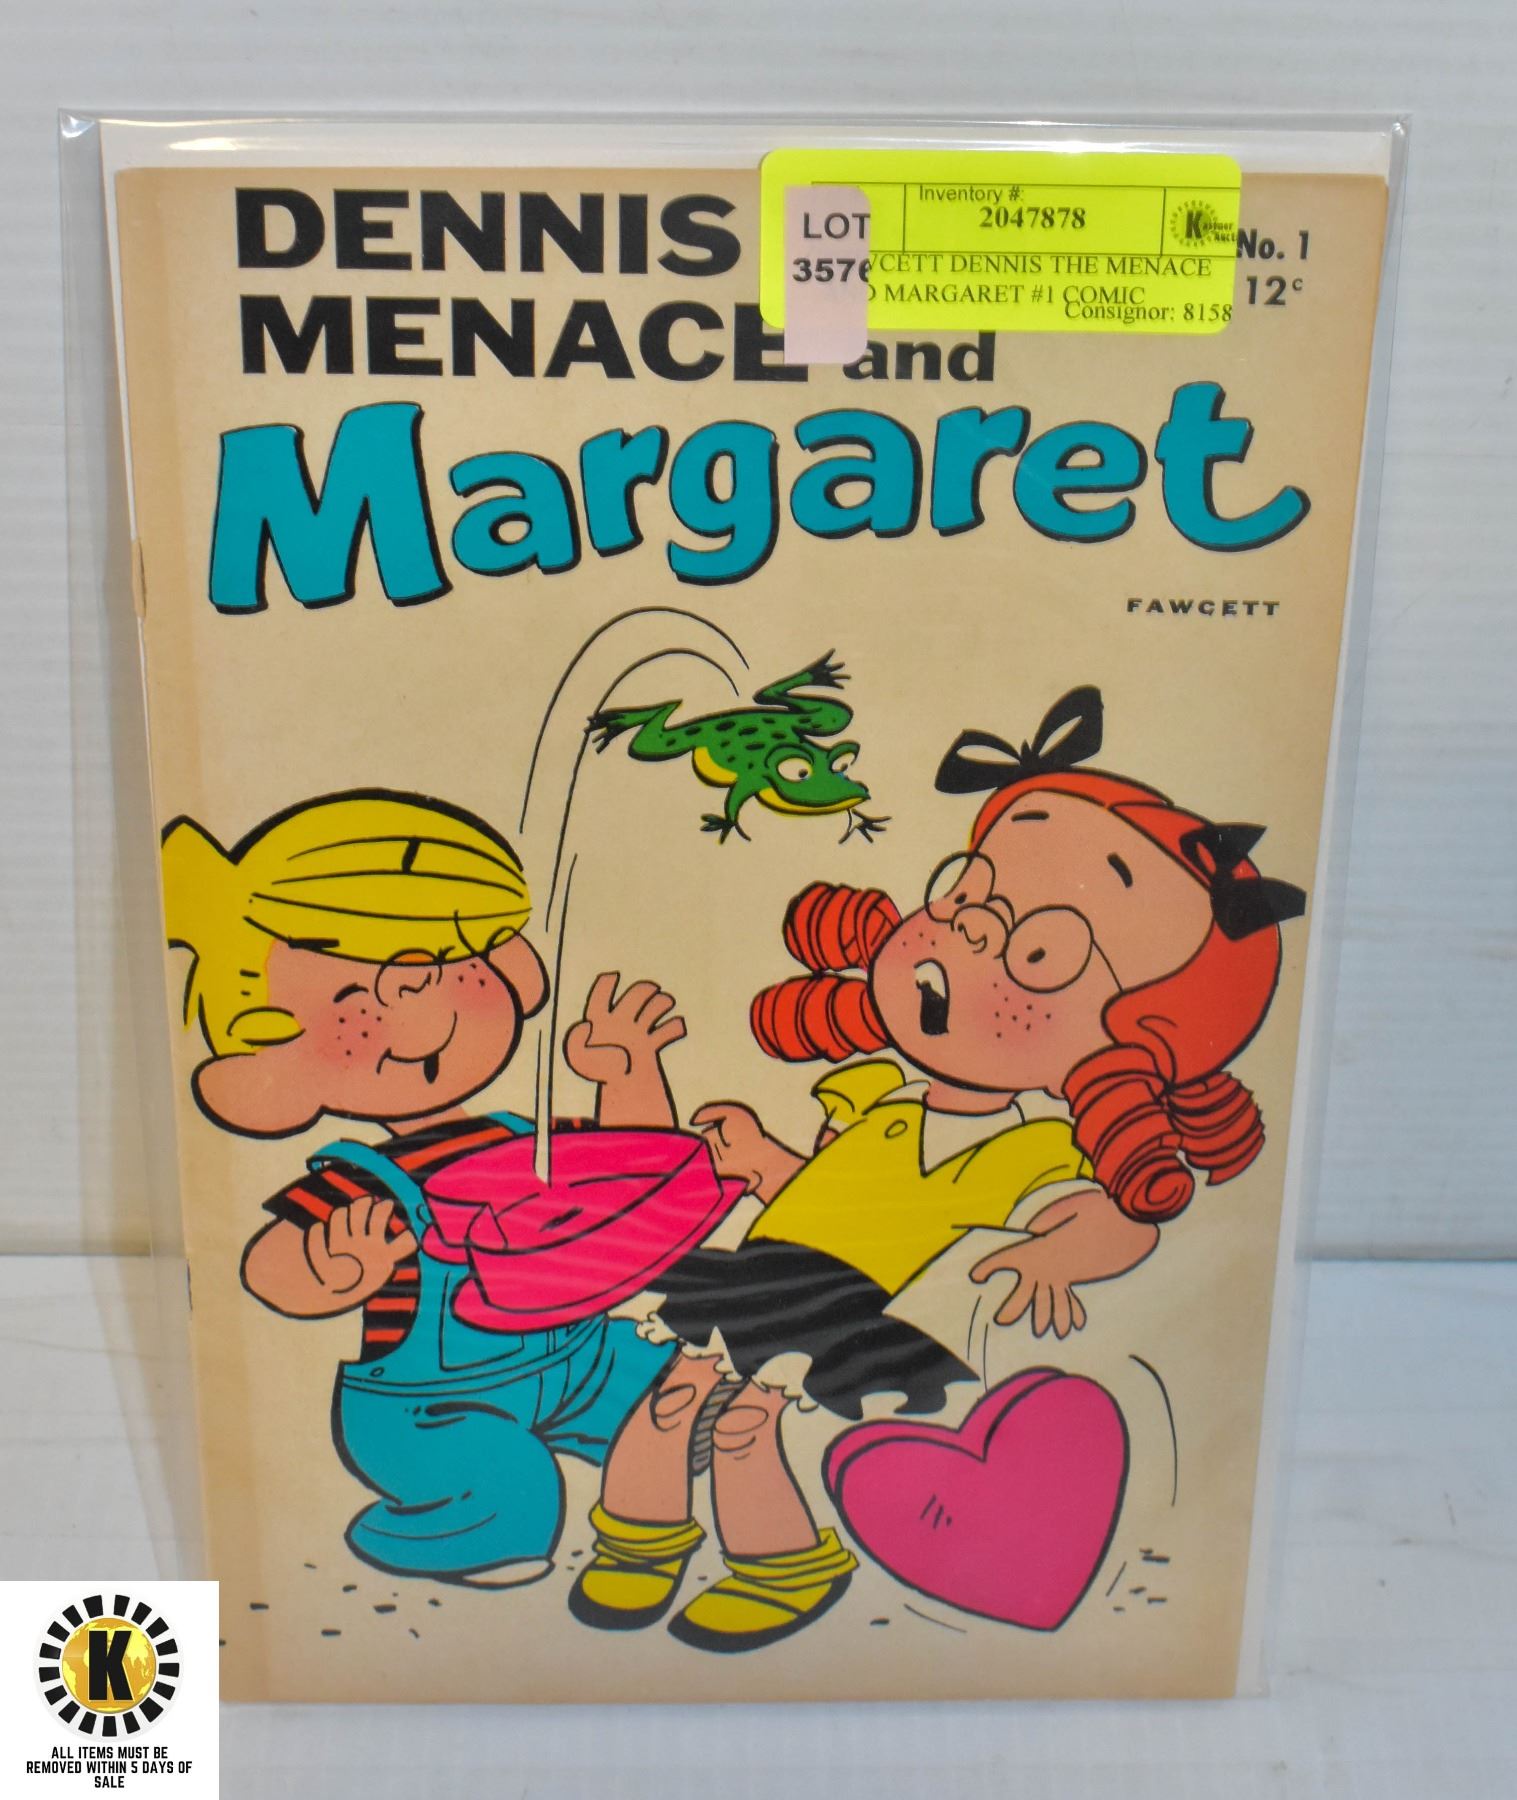 DENNIS
MENACE and
Margaret
No. 1
12c
FAWCETT
LOT
3576
Inventory #:
2047878
K
CETT DENNIS THE MENACE
MARGARET #1 COMIC
Consignor: 8158
K
ALL ITEMS MUST BE
REMOVED WITHIN 5 DAYS OF
SALE